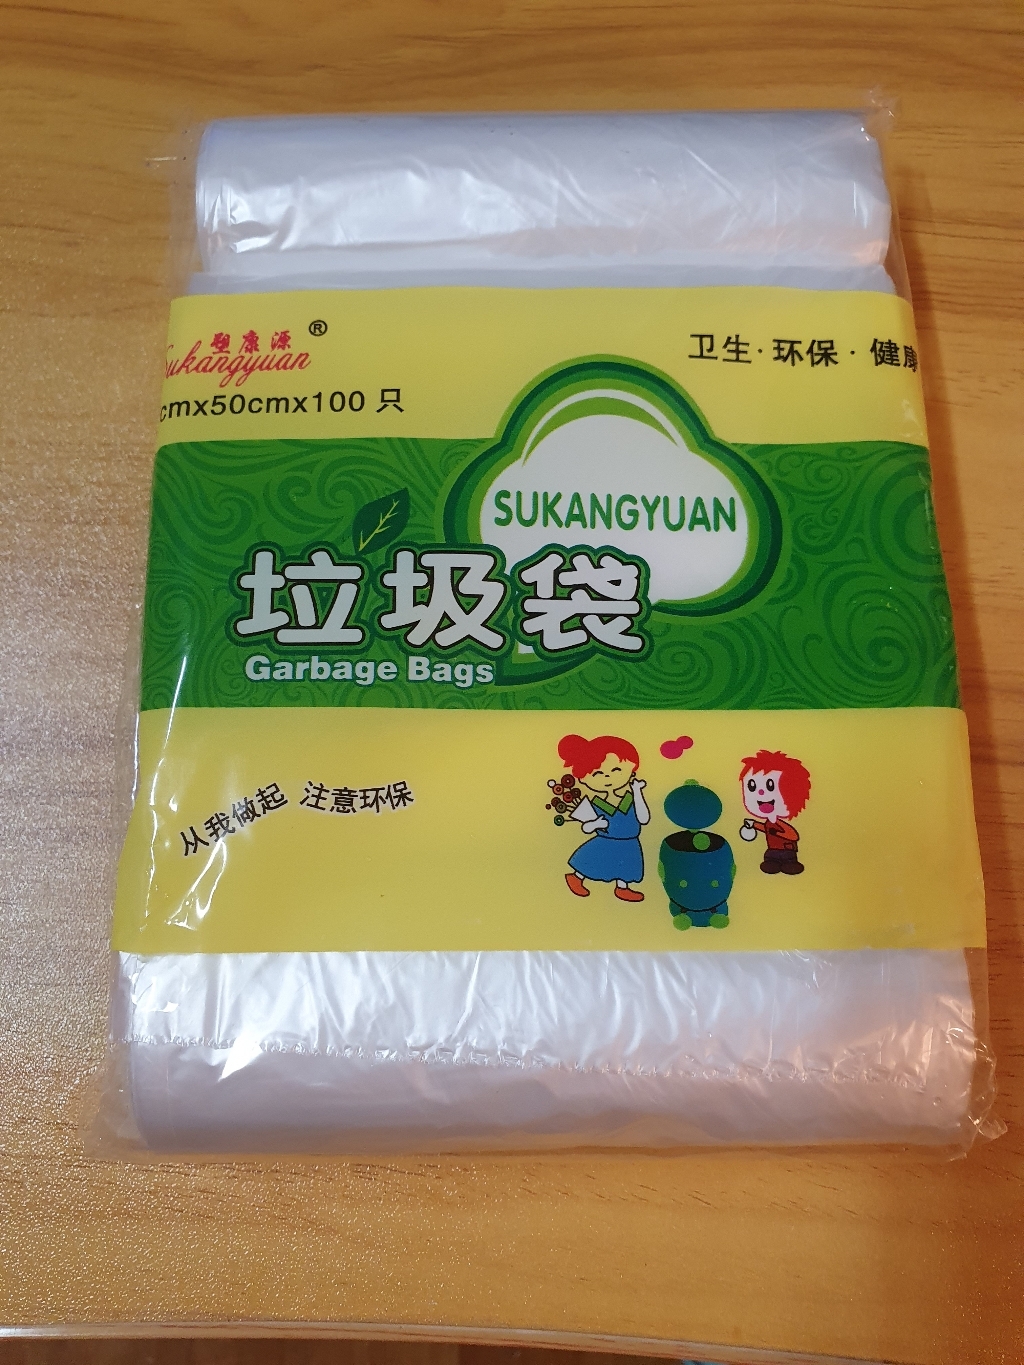 塑康源 ®
Sukangyuan
cmx50cmx100 只
卫生·环保·健康
SUKANGYUAN
垃圾袋
Garbage Bags
从我做起 注意环保